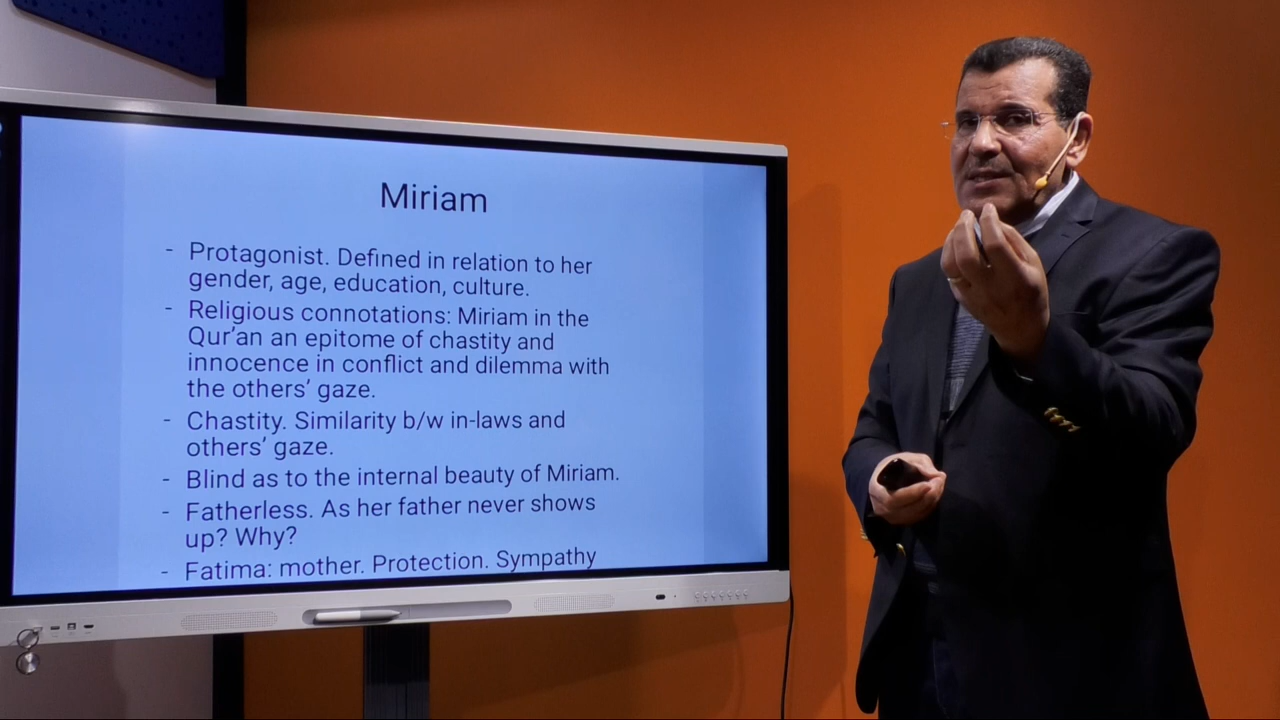 Miriam
- Protagonist. Defined in relation to her
gender, age, education, culture.
- Religious connotations: Miriam in the
Qur'an an epitome of chastity and
innocence in conflict and dilemma with
the others' gaze.
- Chastity. Similarity b/w in-laws and
others' gaze.
- Blind as to the internal beauty of Miriam.
- Fatherless. As her father never shows
up? Why?
- Fatima: mother. Protection. Sympathy